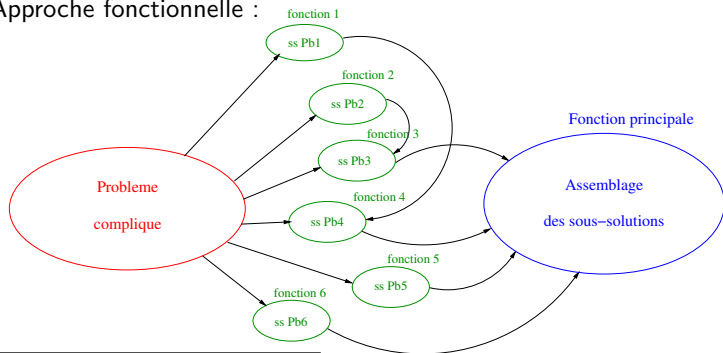 Approche fonctionnelle :
fonction 1
ss Pb1
fonction 2
ss Pb2
fonction 3
ss Pb3
fonction 4
ss Pb4
fonction 5
ss Pb5
fonction 6
ss Pb6
Probleme
complique
Fonction principale
Assemblage
des sous−solutions